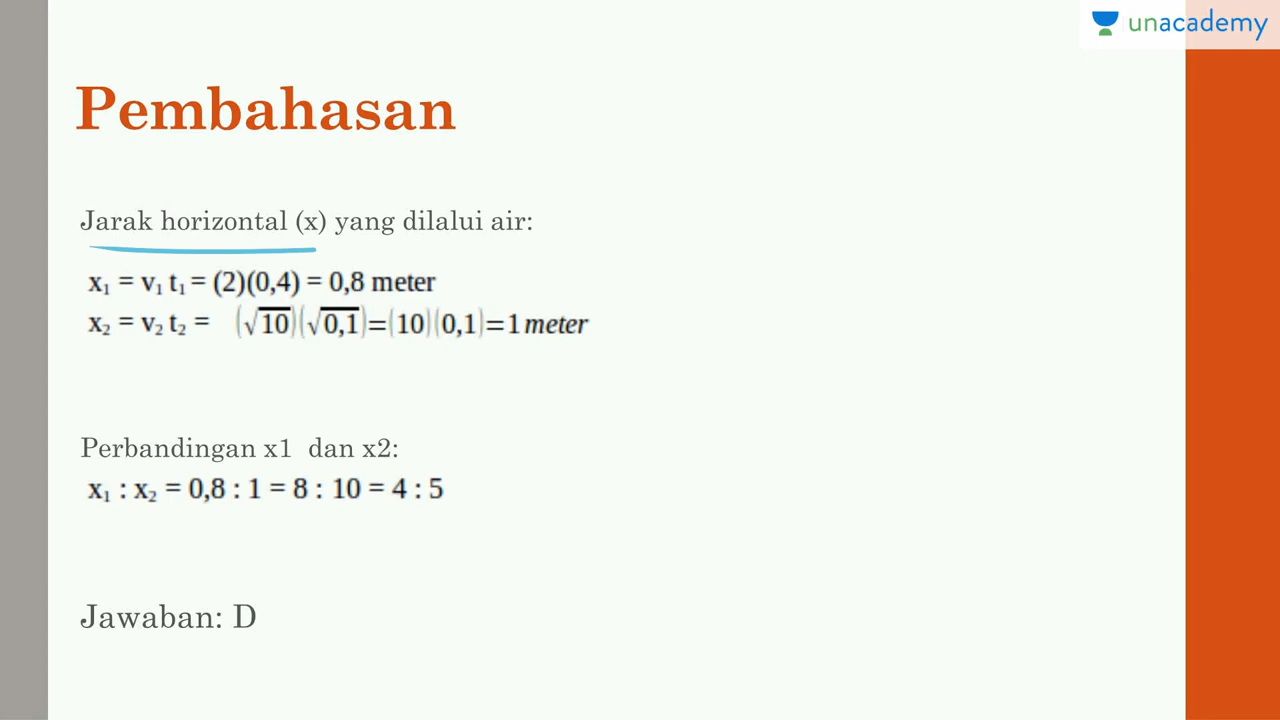 unacademy
Pembahasan
Jarak horizontal (x) yang dilalui air:
x₁ = v₁ t₁ = (2)(0,4) = 0,8 meter
x₂ = v₂ t₂ = (√10)(√0,1)=(10)(0,1)=1 meter
Perbandingan x1 dan x2:
x₁ : x₂ = 0,8 : 1 = 8 : 10 = 4 : 5
Jawaban: D